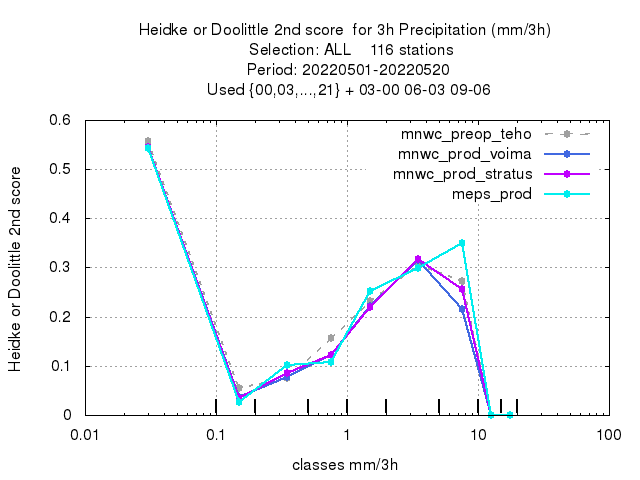 Heidke or Doolittle 2nd score  for 3h Precipitation (mm/3h)
Selection: ALL    116 stations
Period: 20220501-20220520
Used {00,03,...,21} + 03-00 06-03 09-06
mnwc_preop_teho
mnwc_prod_voima
mnwc_prod_stratus
meps_prod
Heidke or Doolittle 2nd score
0.6
0.5
0.4
0.3
0.2
0.1
0
0.01
0.1
1
10
100
classes mm/3h